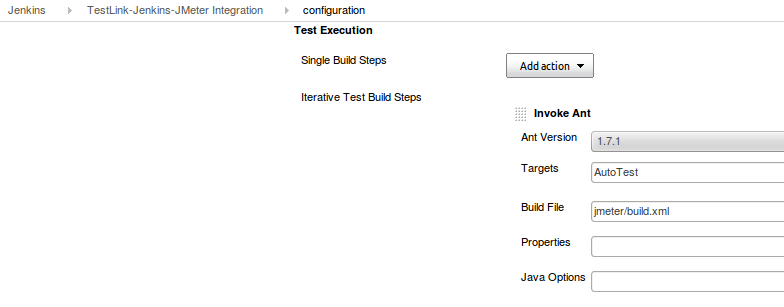 Jenkins TestLink-Jenkins-JMeter Integration configuration
Test Execution
Single Build Steps Add action
Iterative Test Build Steps
Invoke Ant
Ant Version 1.7.1
Targets AutoTest
Build File jmeter/build.xml
Properties
Java Options